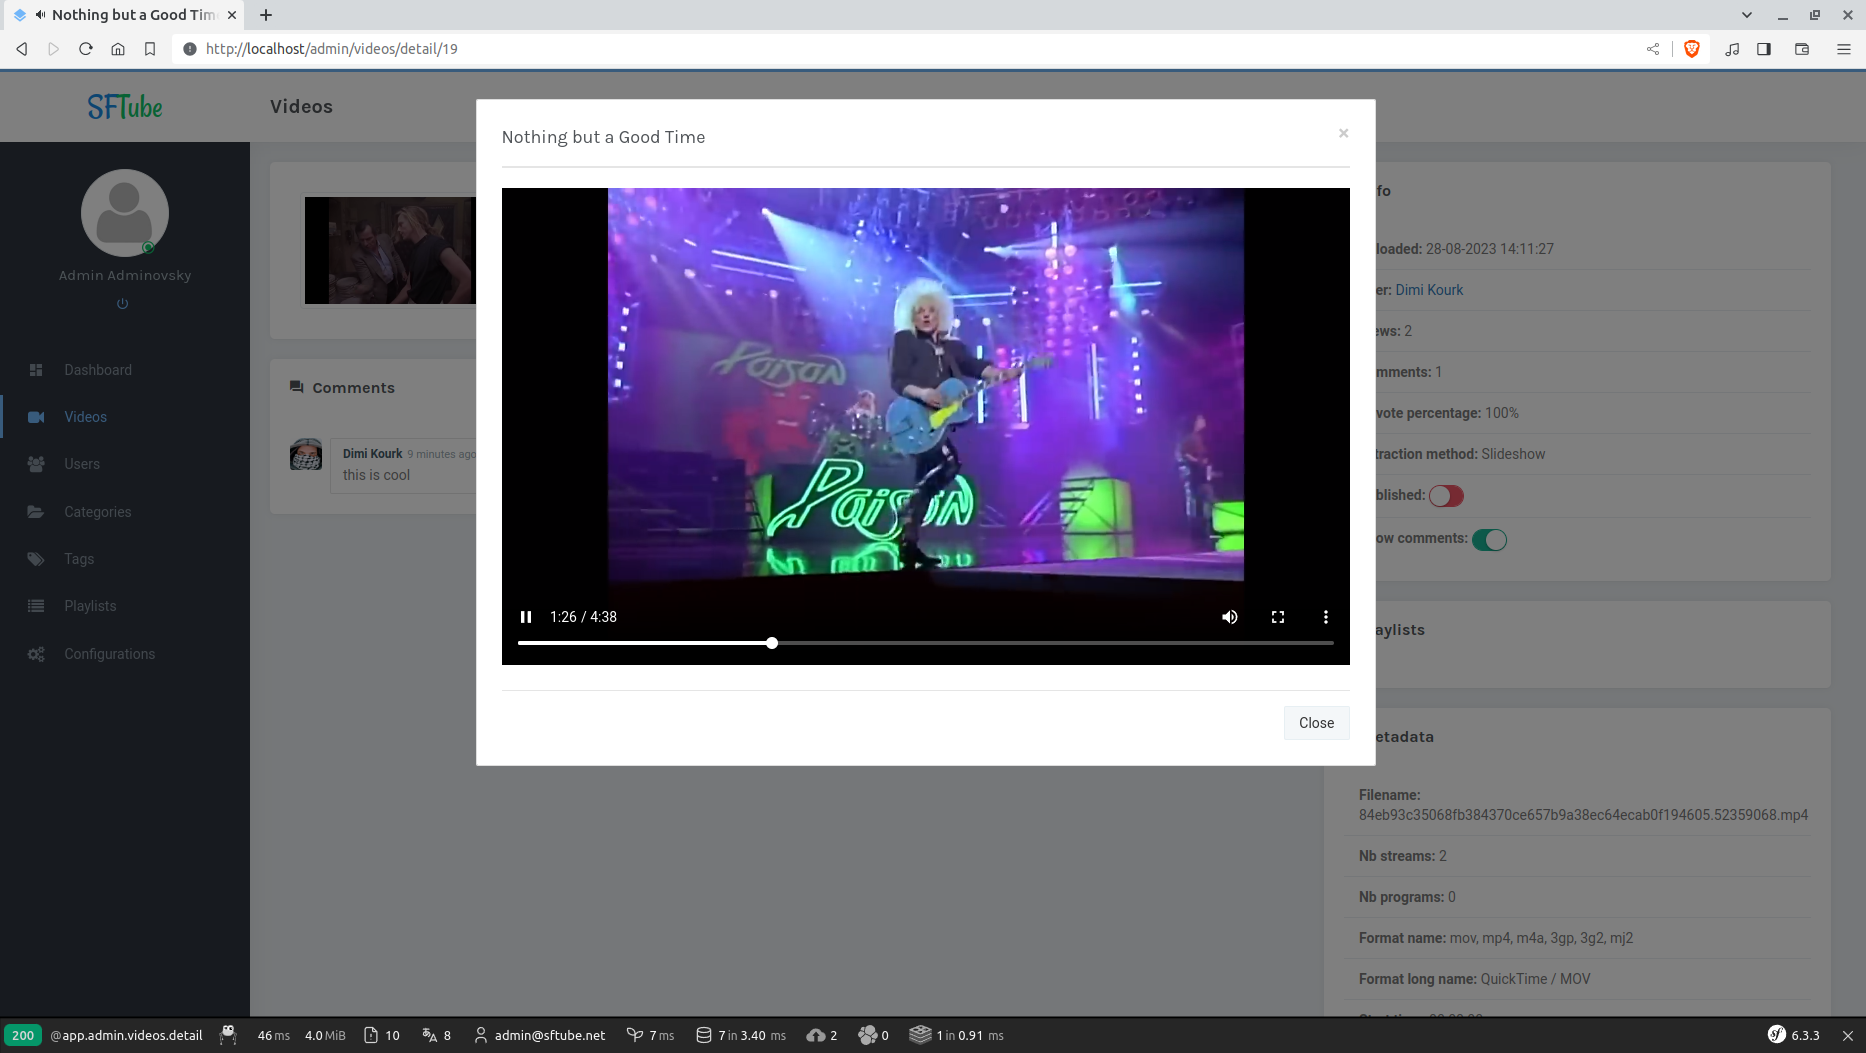 Nothing but a Good Tim
http://localhost/admin/videos/detail/19
SFTube
Videos
Admin Adminovsky
Dashboard
Videos
Users
Categories
Tags
Playlists
Configurations
Comments
Dimi Kourk 9 minutes ago
this is cool
Nothing but a Good Time
×
Poison
Poison
1:26 / 4:38
Close
fo
loaded: 28-08-2023 14:11:27
er: Dimi Kourk
ews: 2
mments: 1
vote percentage: 100%
traction method: Slideshow
blished:
ow comments:
aylists
etadata
Filename:
84eb93c35068fb384370ce657b9a38ec64ecab0f194605.52359068.mp4
Nb streams: 2
Nb programs: 0
Format name: mov, mp4, m4a, 3gp, 3g2, mj2
Format long name: QuickTime / MOV
200 @app.admin.videos.detail 46 ms 4.0 MiB 10 8 admin@sftube.net 7 ms 7 in 3.40 ms 2 0 1 in 0.91 ms sf 6.3.3